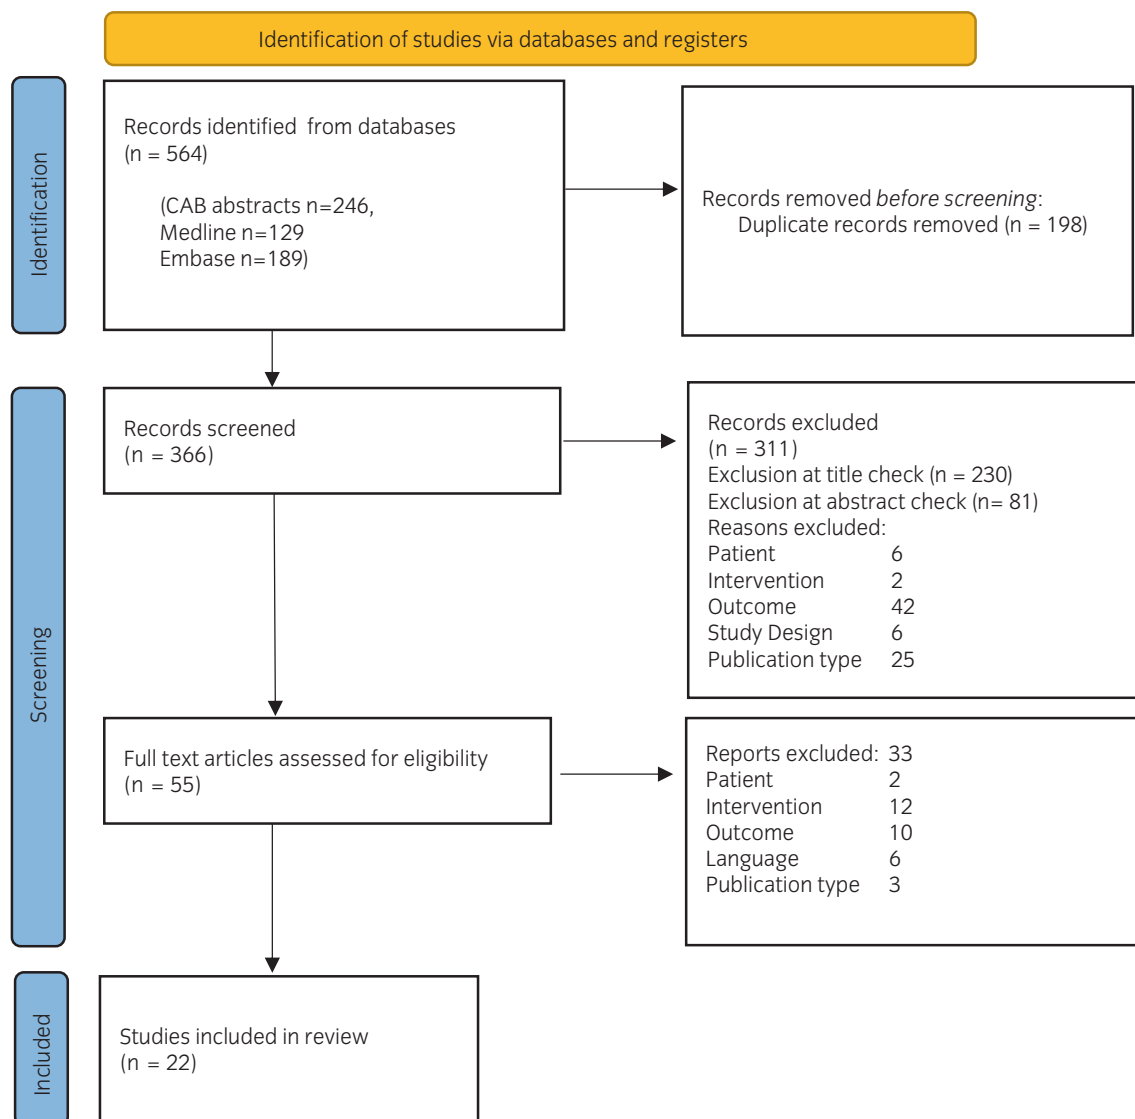 Identification of studies via databases and registers
Identification
Records identified from databases
(n = 564)
(CAB abstracts n=246,
Medline n=129
Embase n=189)
Records removed before screening:
Duplicate records removed (n = 198)
Screening
Records screened
(n = 366)
Records excluded
(n = 311)
Exclusion at title check (n = 230)
Exclusion at abstract check (n= 81)
Reasons excluded:
Patient 6
Intervention 2
Outcome 42
Study Design 6
Publication type 25
Full text articles assessed for eligibility
(n = 55)
Reports excluded: 33
Patient 2
Intervention 12
Outcome 10
Language 6
Publication type 3
Included
Studies included in review
(n = 22)